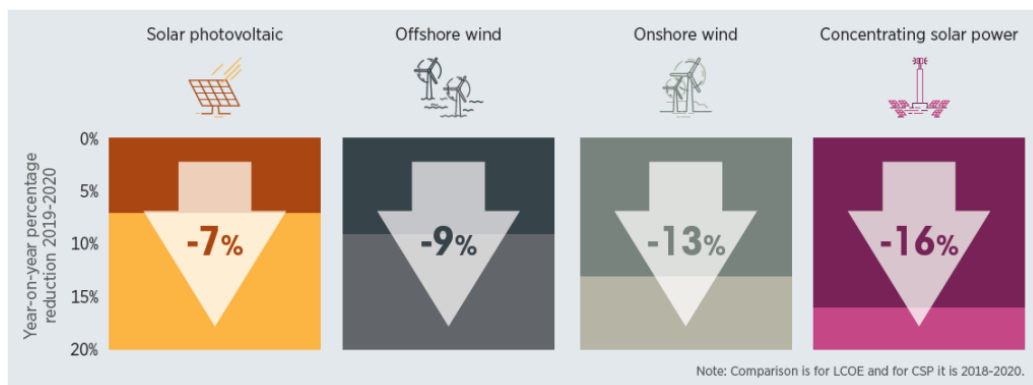 Solar photovoltaic
Offshore wind
Onshore wind
Concentrating solar power
Year-on-year percentage
reduction 2019-2020
0%
5%
10%
15%
20%
-7%
-9%
-13%
-16%
Note: Comparison is for LCOE and for CSP it is 2018-2020.